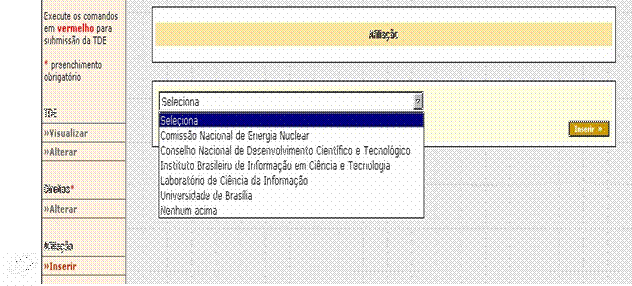 Execute os comandos
em vermelho para
submissão da TDE
* preenchimento
obrigatório
TDE
»Visualizar
»Alterar
Direitos*
»Alterar
Afiliação
»Inserir
Afiliação
Seleciona
Seleciona
Comissão Nacional de Energia Nuclear
Conselho Nacional de Desenvolvimento Científico e Tecnológico
Instituto Brasileiro de Informação em Ciência e Tecnologia
Laboratório de Ciência da Informação
Universidade de Brasília
Nenhum acima
Inserir »